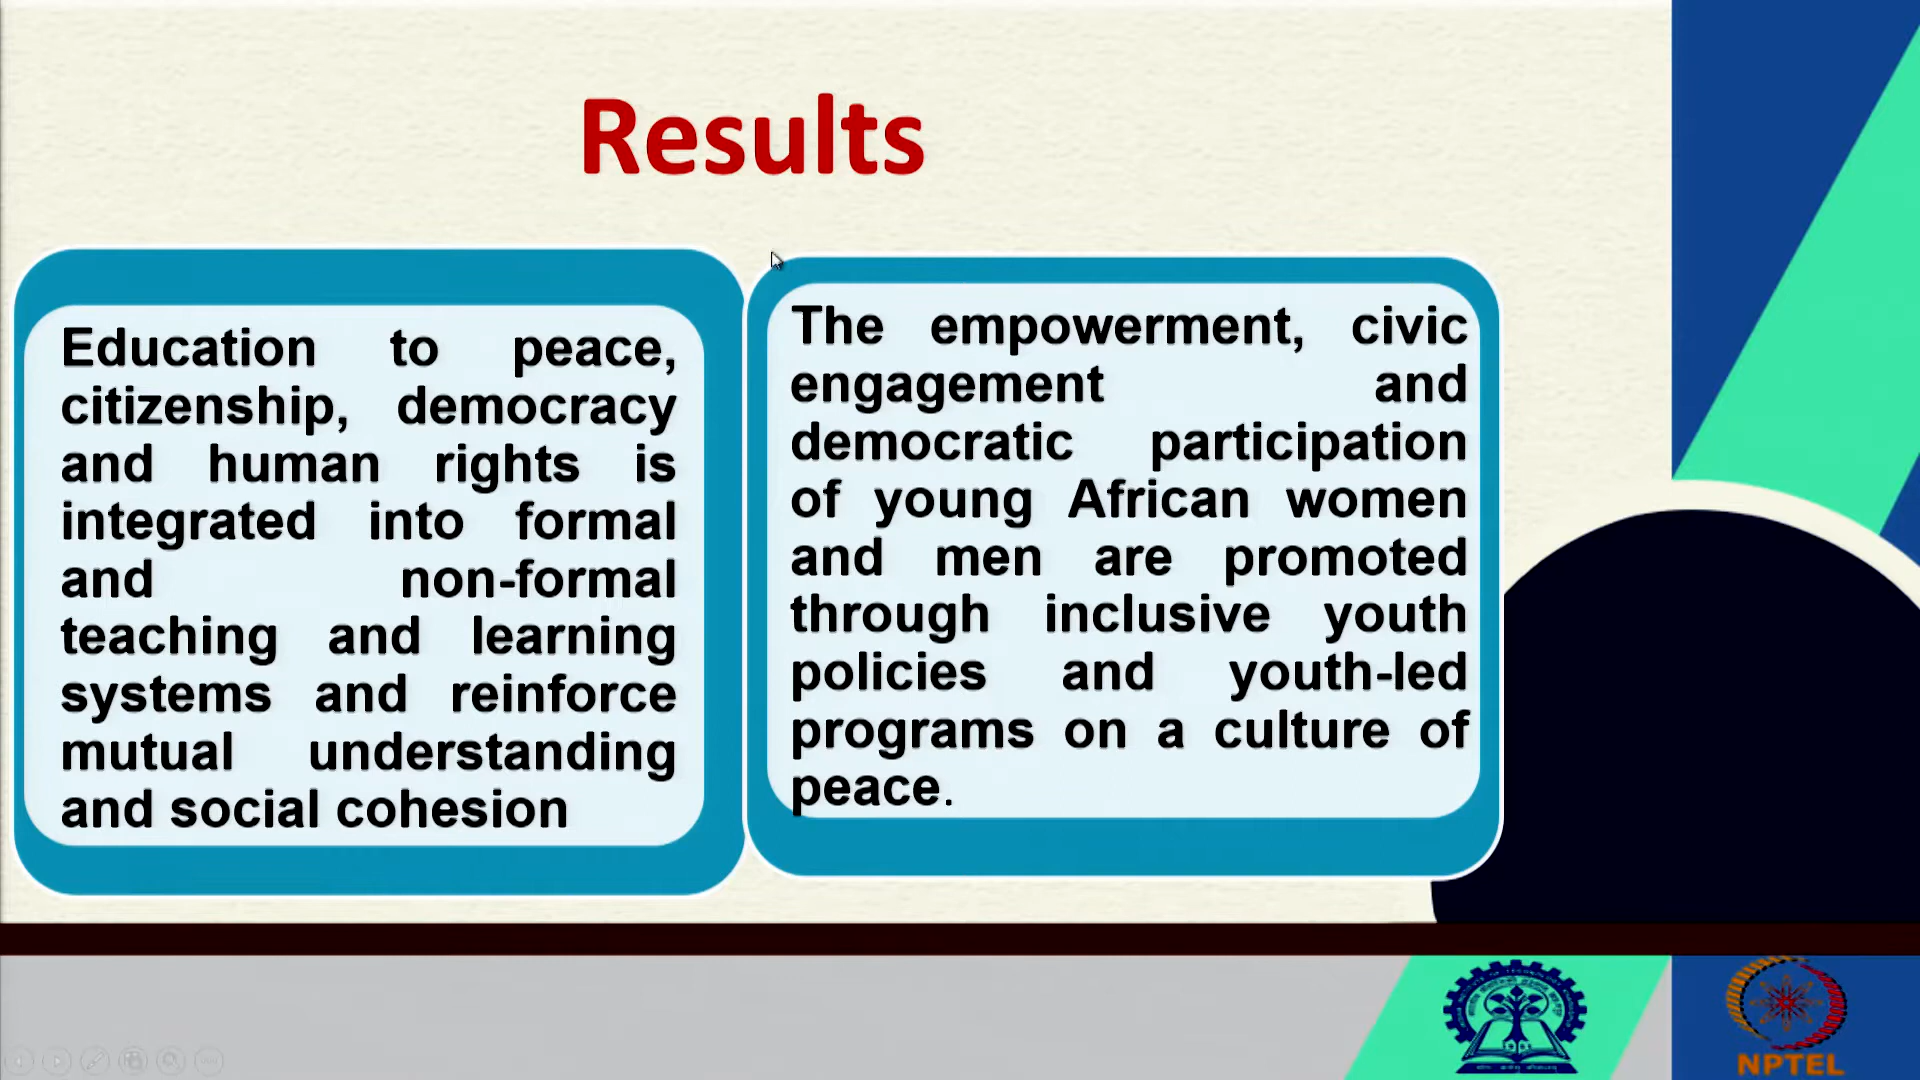 Results
Education to peace,
citizenship, democracy
and human rights is
integrated into formal
and non-formal
teaching and learning
systems and reinforce
mutual understanding
and social cohesion
The empowerment, civic
engagement and
democratic participation
of young African women
and men are promoted
through inclusive youth
policies and youth-led
programs on a culture of
peace.
NPTEL